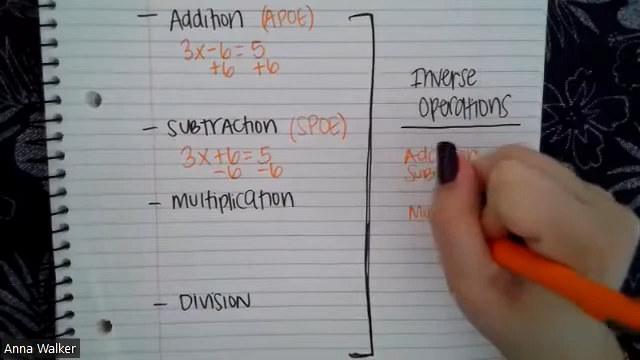 - Addition (APOE)
3x-6=5
+6 +6
- Subtraction (SPOE)
3x+6=5
-6 -6
- Multiplication
- Division
Inverse
Operations
Anna Walker